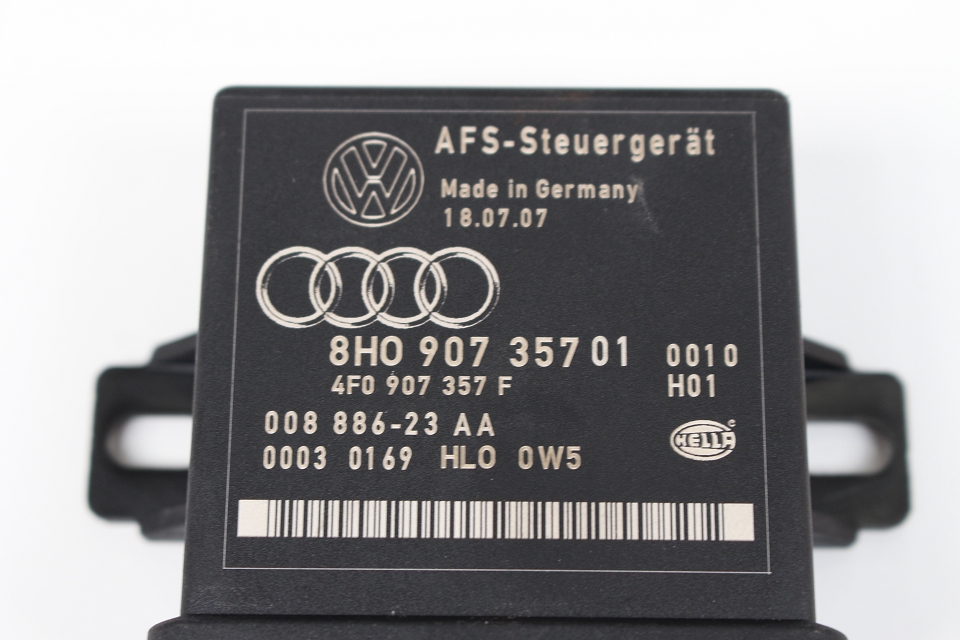 AFS-Steuergerät
Made in Germany
18.07.07
8H0 907 357 01 0010
4F0 907 357 F H01
008 886-23 AA
HELLA
0003 0169 HL0 0W5